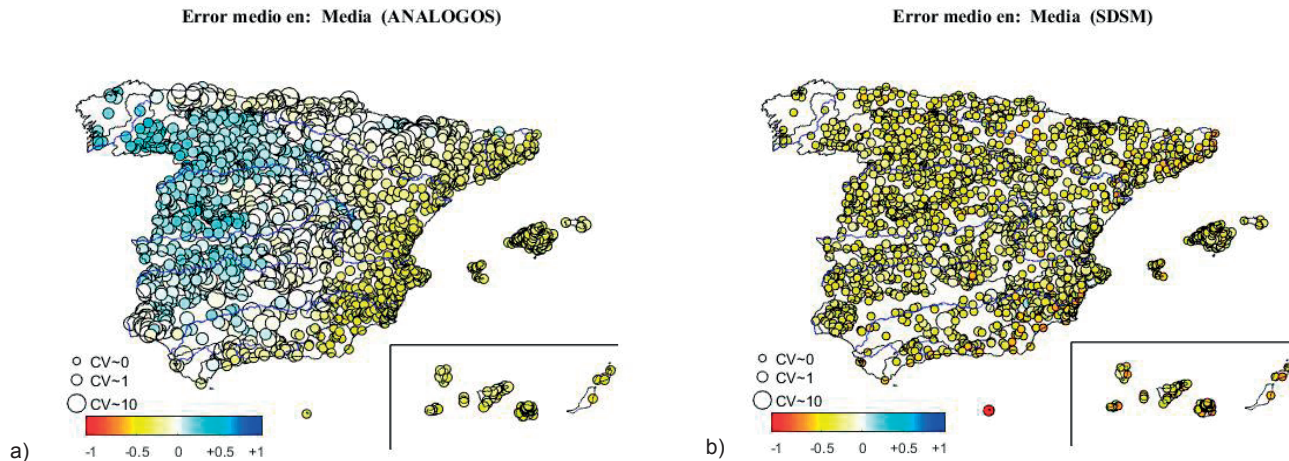 Error medio en: Media (ANALOGOS)
CV~0
CV~1
CV~10
-1 -0.5 0 +0.5 +1
a)
Error medio en: Media (SDSM)
CV~0
CV~1
CV~10
-1 -0.5 0 +0.5 +1
b)